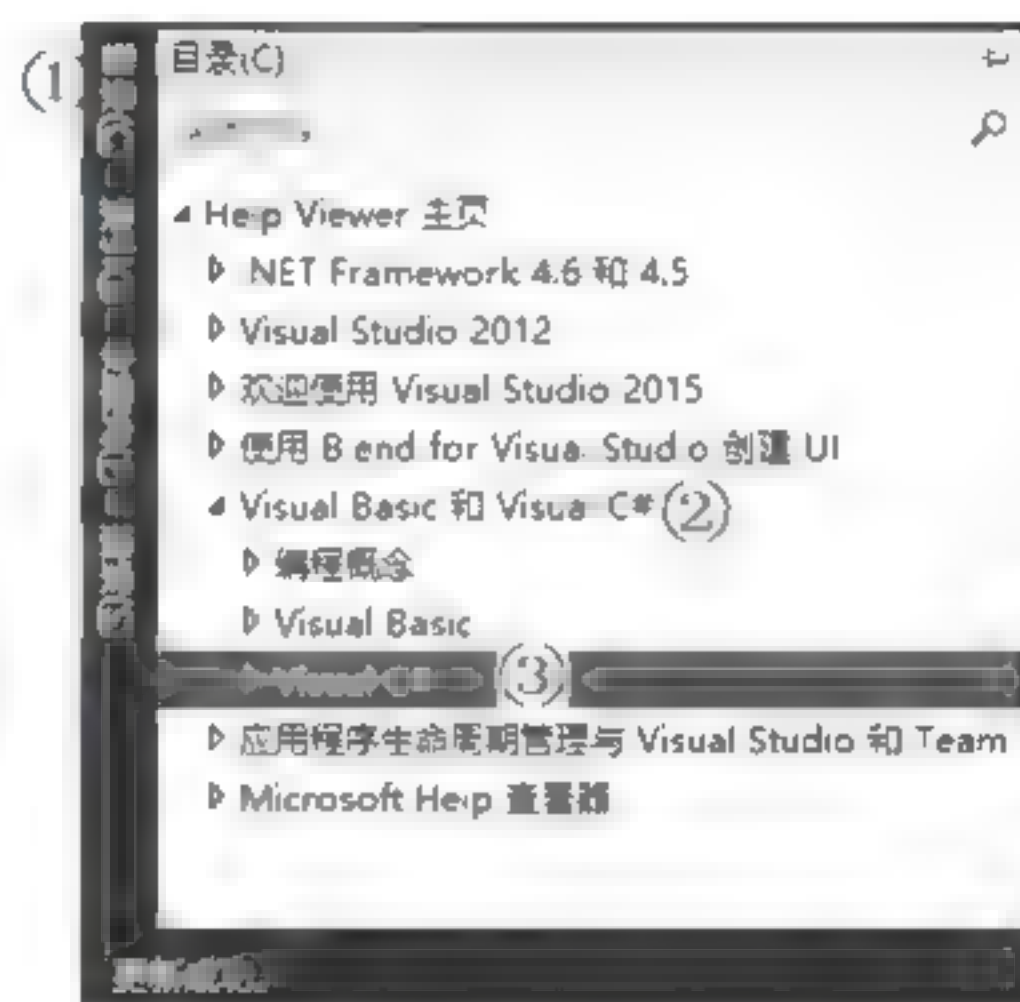 (1)
目录(C)
Help Viewer 主页
.NET Framework 4.6 和 4.5
Visual Studio 2012
欢迎使用 Visual Studio 2015
使用 Blend for Visual Studio 创建 UI
Visual Basic 和 Visual C# (2)
编程概念
Visual Basic
(3)
应用程序生命周期管理与 Visual Studio 和 Team
Microsoft Help 查看器